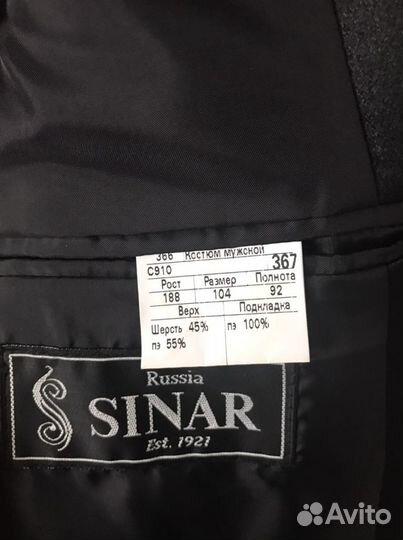 366 Костюм мужской
С910 367
Рост Размер Полнота
188 104 92
Верх Подкладка
Шерсть 45% пэ 100%
пэ 55%
Russia
SINAR
Est. 1921
Avito